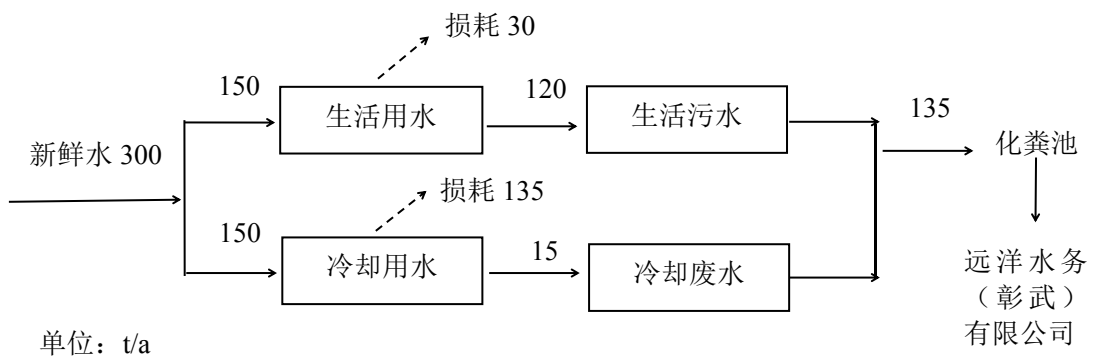 损耗 30
150
生活用水
120
生活污水
135
新鲜水 300
化粪池
损耗 135
150
冷却用水
15
冷却废水
远洋水务
（彰武）
有限公司
单位：t/a